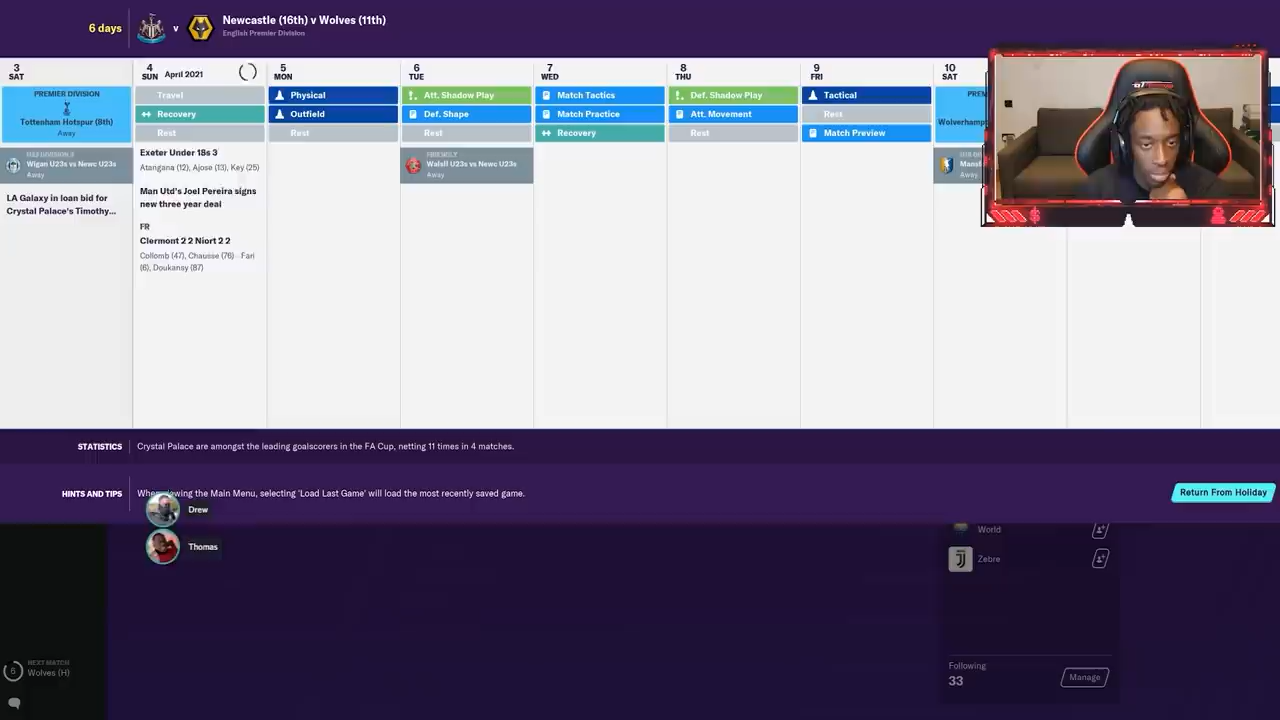 6 days
v
Newcastle (16th) v Wolves (11th)
English Premier Division
3
SAT
4
SUN
April 2021
5
MON
6
TUE
7
WED
8
THU
9
FRI
10
SAT
PREMIER DIVISION
Tottenham Hotspur (8th)
Away
Travel
Recovery
Rest
Physical
Outfield
Rest
Att. Shadow Play
Def. Shape
Rest
Match Tactics
Match Practice
Recovery
Def. Shadow Play
Att. Movement
Rest
Tactical
Rest
Match Preview
PREM
Wolverhamp
Wigan U23s vs Newc U23s
Away
LA Galaxy in loan bid for
Crystal Palace's Timothy...
Exeter Under 18s 3
Atangana (12), Ajose (13), Key (25)
Man Utd's Joel Pereira signs
new three year deal
FR
Clermont 2 2 Niort 2 2
Collomb (47), Chausse (76)
(6), Doukansy (87)
FRIENDLY
Walsll U23s vs Newc U23s
Away
Away
STATISTICS
Crystal Palace are amongst the leading goalscorers in the FA Cup, netting 11 times in 4 matches.
HINTS AND TIPS
the Main Menu, selecting 'Load Last Game' will load the most recently saved game.
Return From Holiday
Drew
Thomas
World
Zebre
Following
33
Manage
6
NEXT MATCH
Wolves (H)